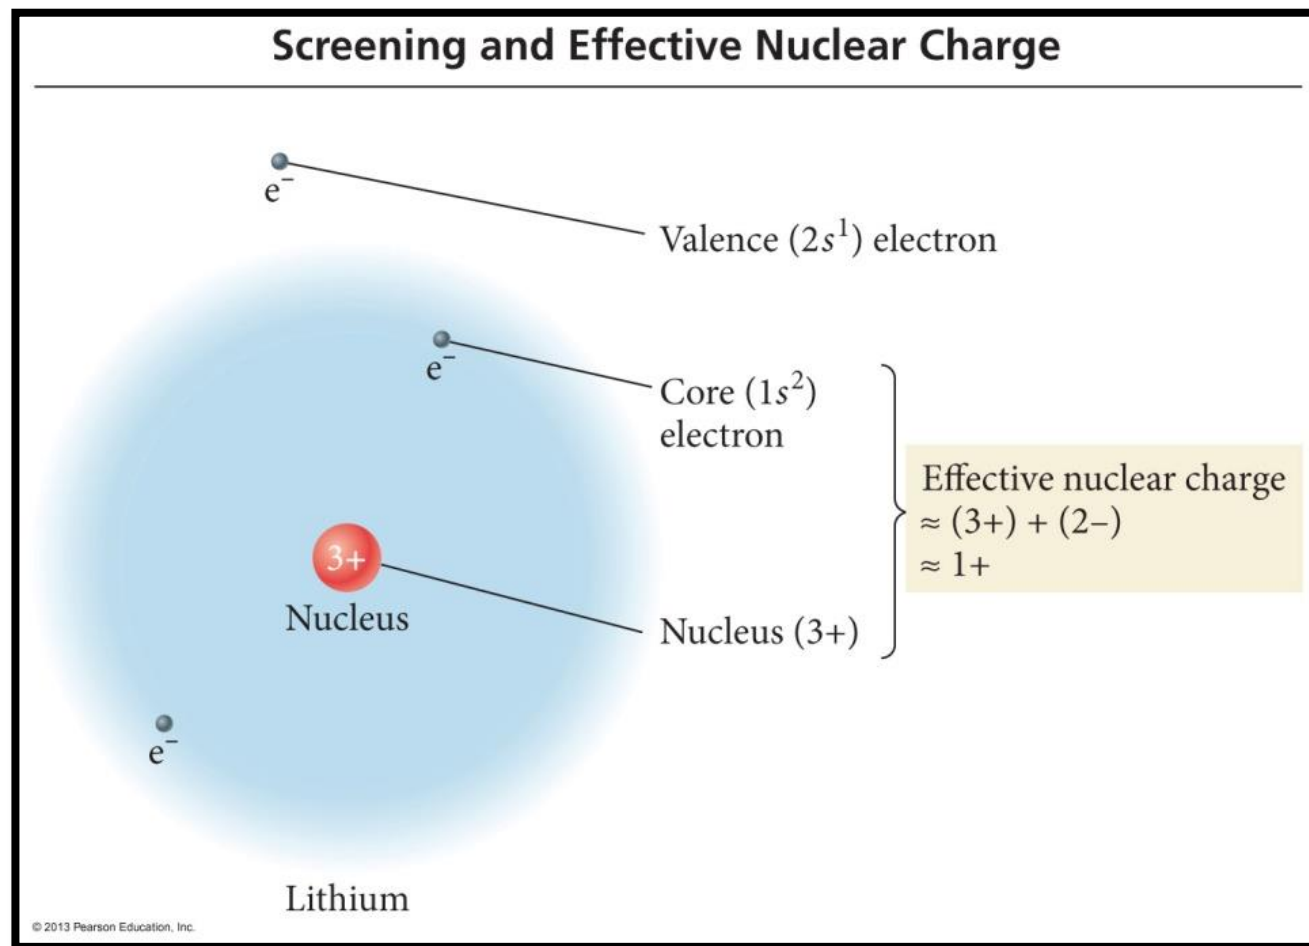 Screening and Effective Nuclear Charge
e⁻
Valence (2s¹) electron
e⁻
Core (1s²)
electron
Effective nuclear charge
≈ (3+) + (2–)
≈ 1+
3+
Nucleus
Nucleus (3+)
e⁻
Lithium
© 2013 Pearson Education, Inc.